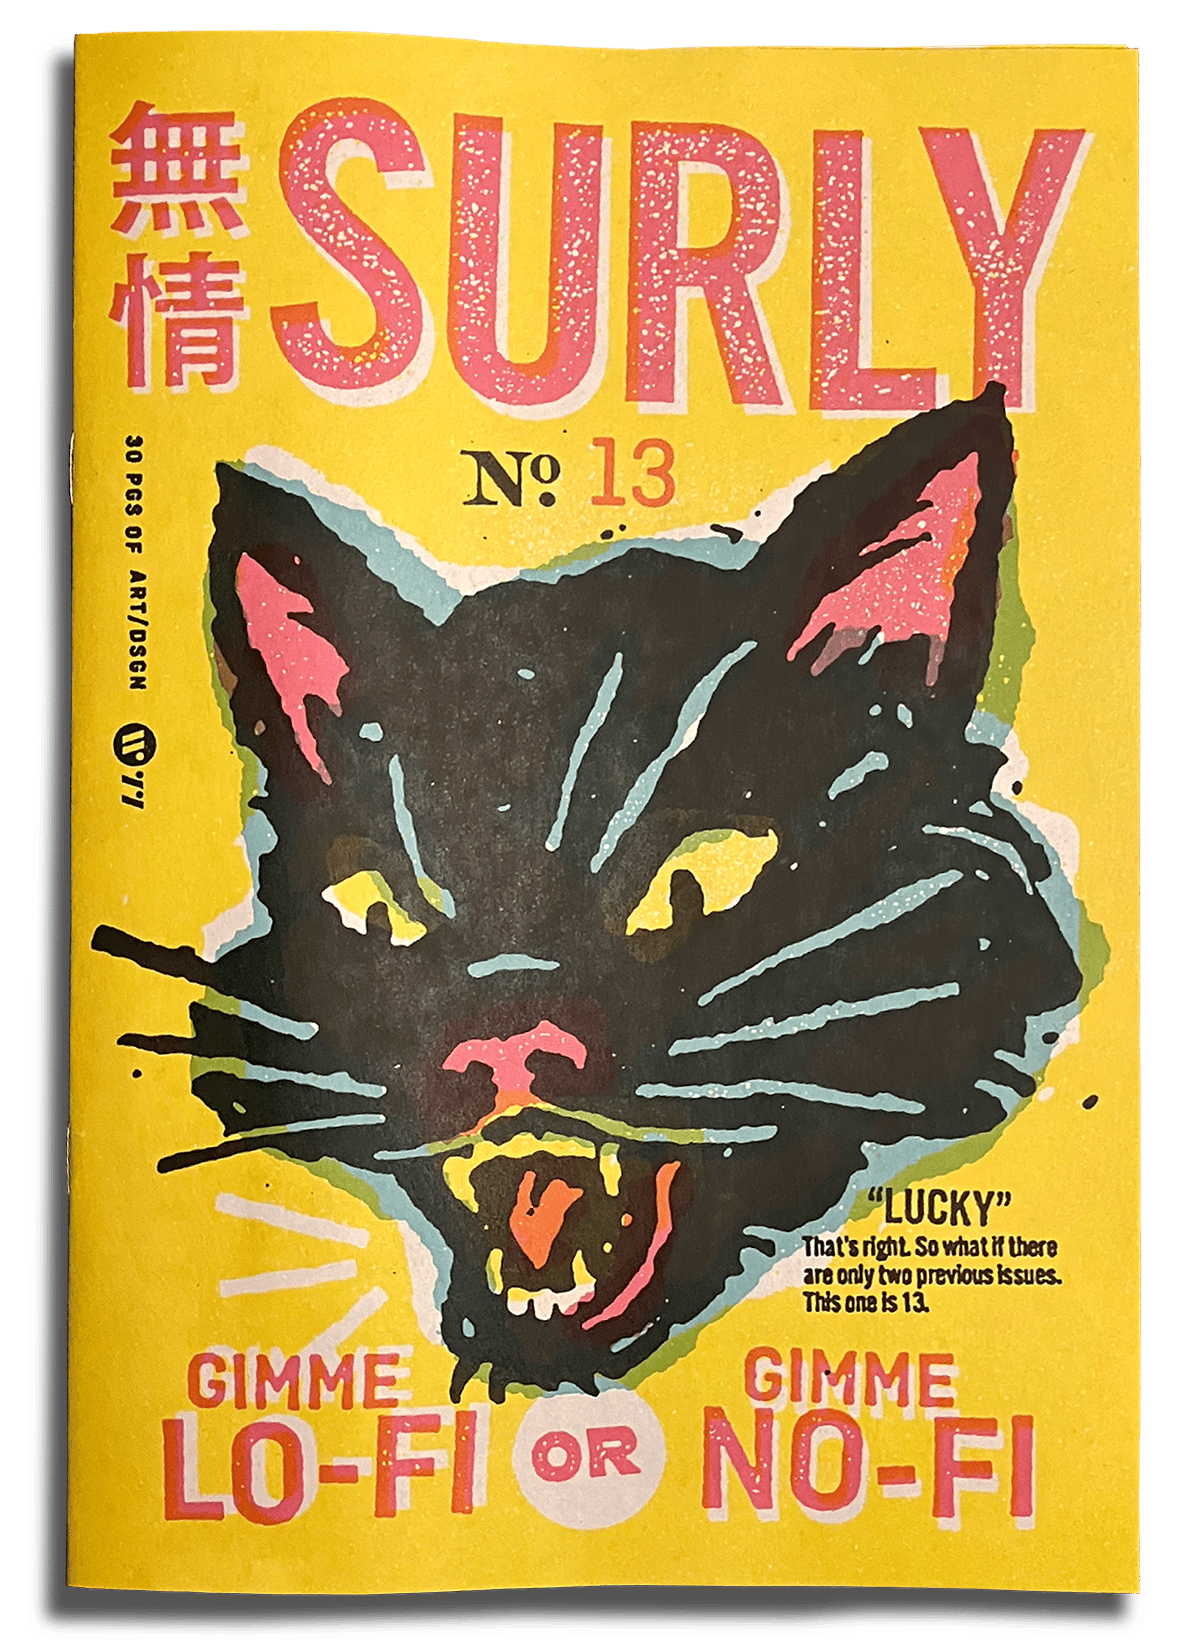 無情
SURLY
Nº. 13
30 PGS OF ART/DSGN
'77
"LUCKY"
That's right. So what if there
are only two previous issues.
This one is 13.
GIMME
LO-FI
OR
GIMME
NO-FI